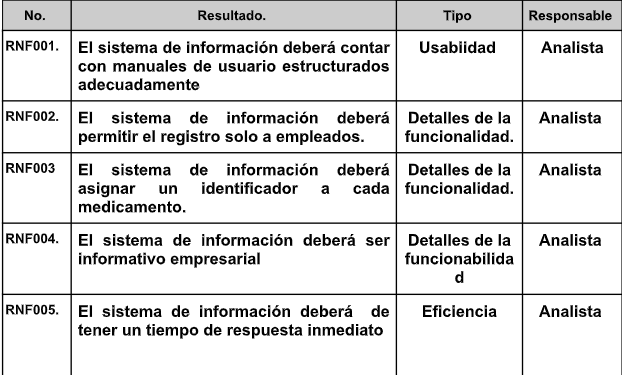 No. Resultado. Tipo Responsable
RNF001. El sistema de información deberá contar Usabiidad Analista
con manuales de usuario estructurados
adecuadamente
RNF002. El sistema de información deberá Detalles de la Analista
permitir el registro solo a empleados. funcionalidad.
RNF003 El sistema de información deberá Detalles de la Analista
asignar un identificador a cada funcionalidad.
medicamento.
RNF004. El sistema de información deberá ser Detalles de la Analista
informativo empresarial funcionabilida
d
RNF005. El sistema de información deberá de Eficiencia Analista
tener un tiempo de respuesta inmediato